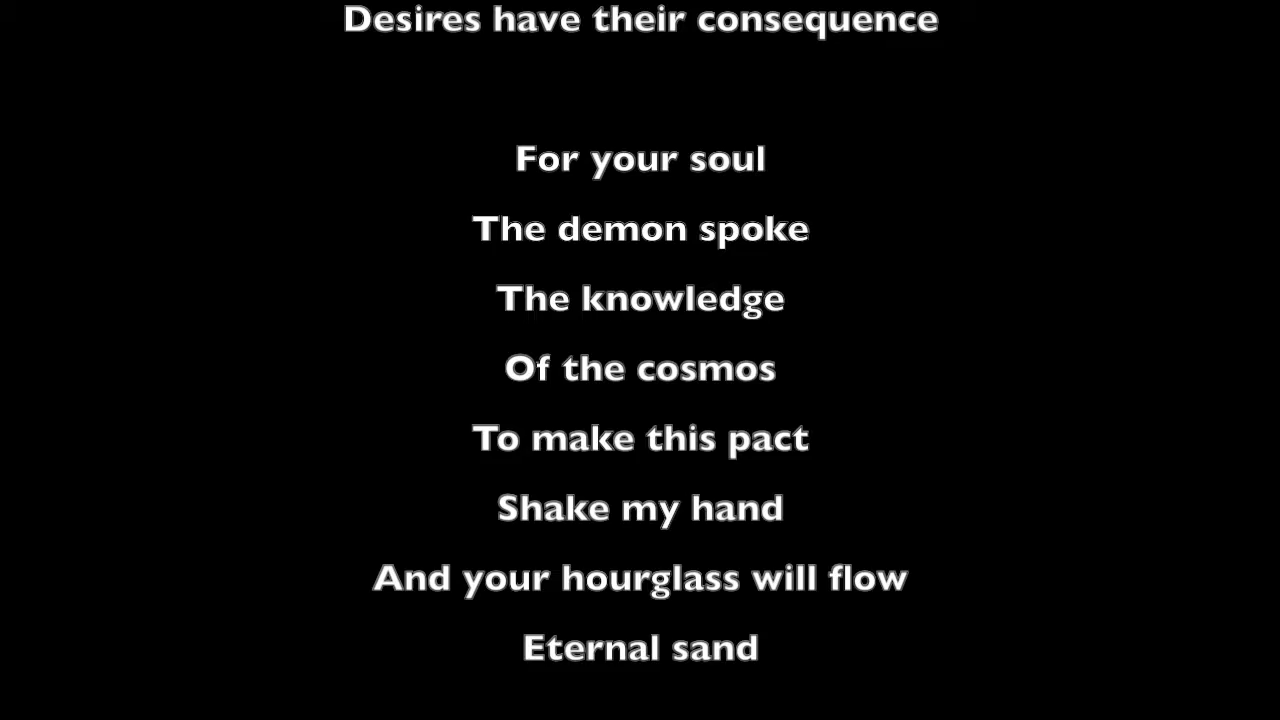 Desires have their consequence
For your soul
The demon spoke
The knowledge
Of the cosmos
To make this pact
Shake my hand
And your hourglass will flow
Eternal sand